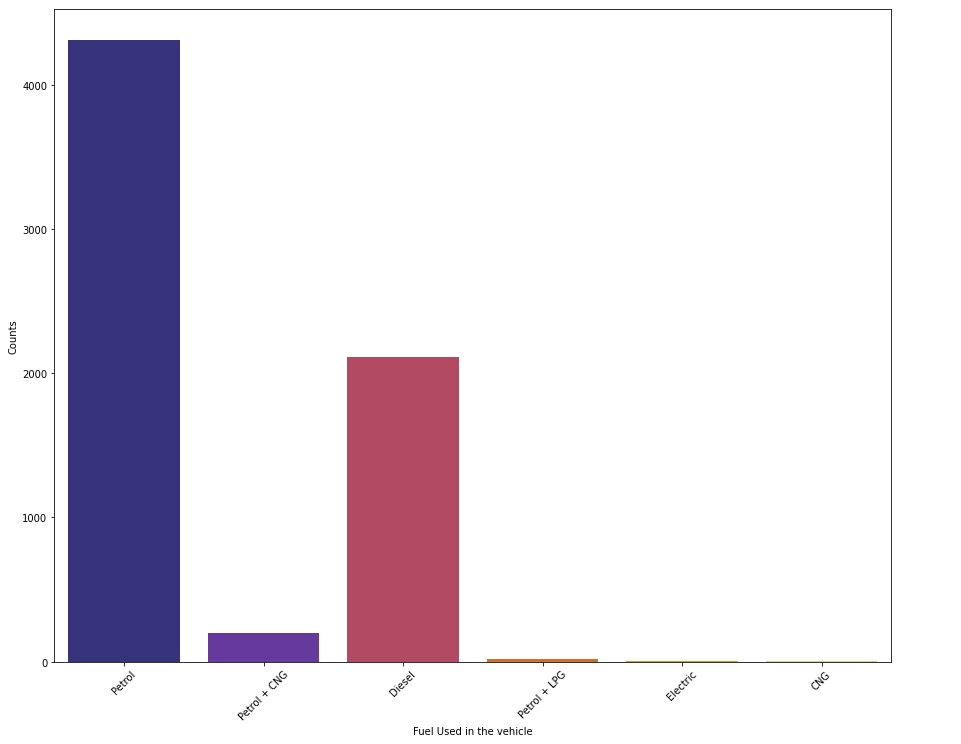 Counts
4000
3000
2000
1000
0
Petrol
Petrol + CNG
Diesel
Petrol + LPG
Electric
CNG
Fuel Used in the vehicle